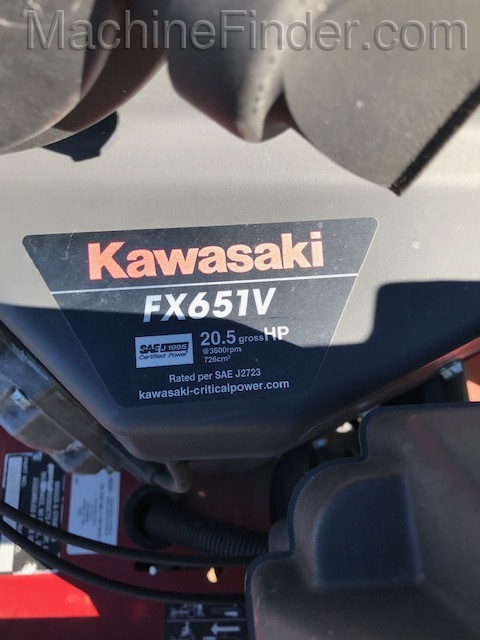 MachineFinder.com
Kawasaki
FX651V
SAE J1995
Certified Power
20.5 gross HP
@3600rpm
726cm³
Rated per SAE J2723
kawasaki-criticalpower.com